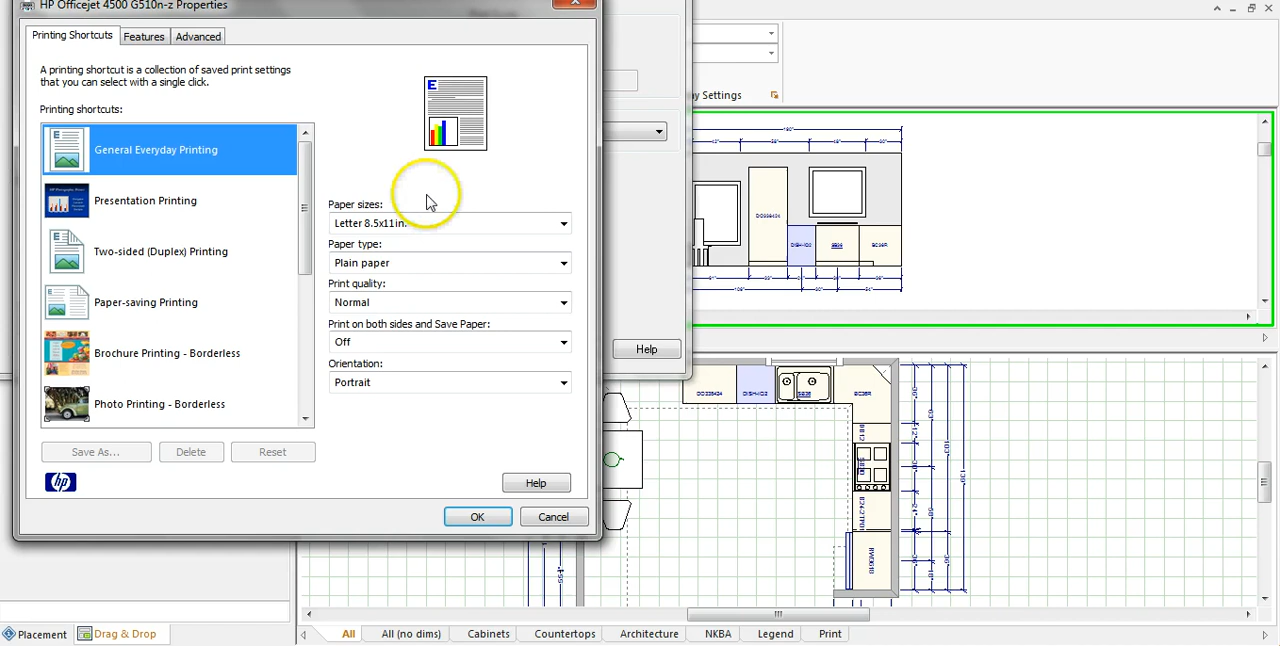 HP Officejet 4500 G510n-z Properties
Printing Shortcuts
Features
Advanced
A printing shortcut is a collection of saved print settings
that you can select with a single click.
Printing shortcuts:
General Everyday Printing
Presentation Printing
Two-sided (Duplex) Printing
Paper-saving Printing
Brochure Printing - Borderless
Photo Printing - Borderless
Save As...
Delete
Reset
Paper sizes:
Letter 8.5x11in.
Paper type:
Plain paper
Print quality:
Normal
Print on both sides and Save Paper:
Off
Orientation:
Portrait
hp
Help
OK
Cancel
Help
ay Settings
Placement
Drag & Drop
All
All (no dims)
Cabinets
Countertops
Architecture
NKBA
Legend
Print